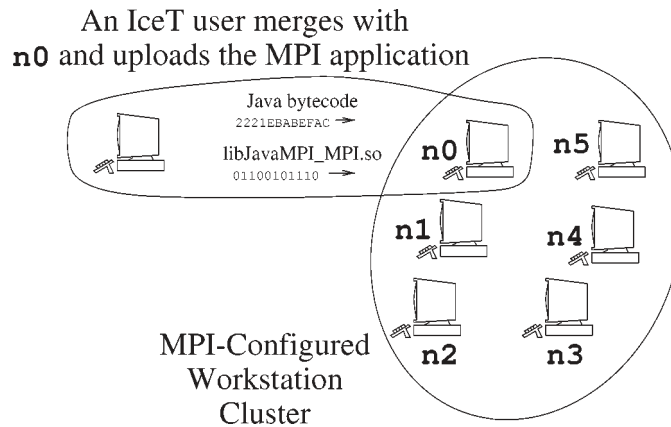 An IceT user merges with
n0 and uploads the MPI application
Java bytecode
2221EBABEFAC
libJavaMPI_MPI.so
01100101110
n0
n5
n1
n4
n2
n3
MPI-Configured
Workstation
Cluster